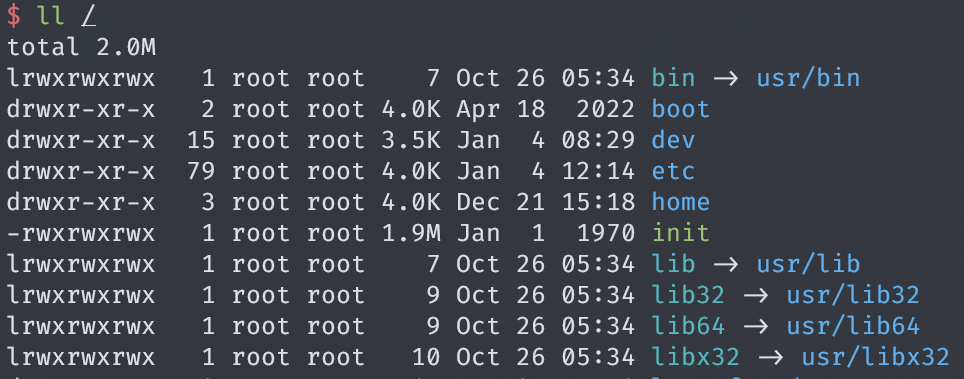 $ ll /
total 2.0M
lrwxrwxrwx   1 root root    7 Oct 26 05:34 bin -> usr/bin
drwxr-xr-x   2 root root 4.0K Apr 18  2022 boot
drwxr-xr-x  15 root root 3.5K Jan  4 08:29 dev
drwxr-xr-x  79 root root 4.0K Jan  4 12:14 etc
drwxr-xr-x   3 root root 4.0K Dec 21 15:18 home
-rwxrwxrwx   1 root root 1.9M Jan  1  1970 init
lrwxrwxrwx   1 root root    7 Oct 26 05:34 lib -> usr/lib
lrwxrwxrwx   1 root root    9 Oct 26 05:34 lib32 -> usr/lib32
lrwxrwxrwx   1 root root    9 Oct 26 05:34 lib64 -> usr/lib64
lrwxrwxrwx   1 root root   10 Oct 26 05:34 libx32 -> usr/libx32